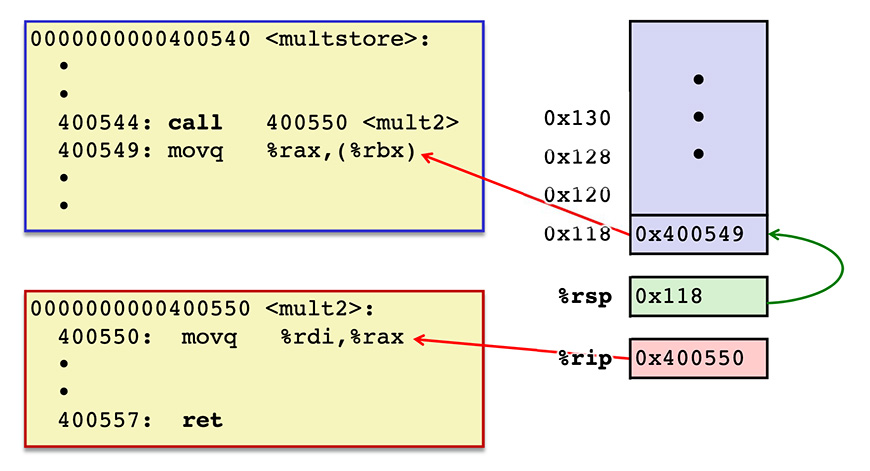 0000000000400540 <multstore>:
•
•
400544: call 400550 <mult2>
400549: movq %rax,(%rbx)
•
•
0000000000400550 <mult2>:
400550: movq %rdi,%rax
•
•
400557: ret
•
0x130 •
0x128 •
0x120
0x118 0x400549
%rsp 0x118
%rip 0x400550